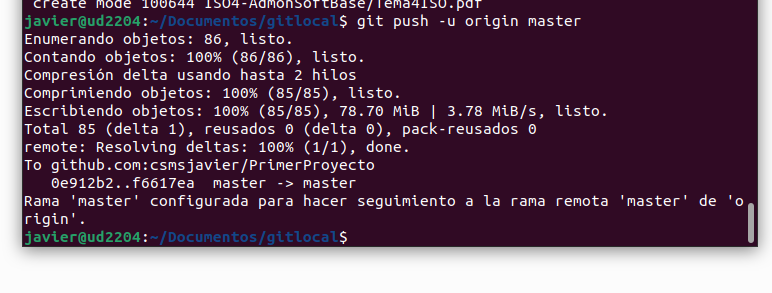 create mode 100644 ISO4-AdmonSoftBase/Tema4ISO.pdf
javier@ud2204:~/Documentos/gitlocal$ git push -u origin master
Enumerando objetos: 86, listo.
Contando objetos: 100% (86/86), listo.
Compresión delta usando hasta 2 hilos
Comprimiendo objetos: 100% (85/85), listo.
Escribiendo objetos: 100% (85/85), 78.70 MiB | 3.78 MiB/s, listo.
Total 85 (delta 1), reusados 0 (delta 0), pack-reusados 0
remote: Resolving deltas: 100% (1/1), done.
To github.com:csmsjavier/PrimerProyecto
   0e912b2..f6617ea  master -> master
Rama 'master' configurada para hacer seguimiento a la rama remota 'master' de 'o
rigin'.
javier@ud2204:~/Documentos/gitlocal$